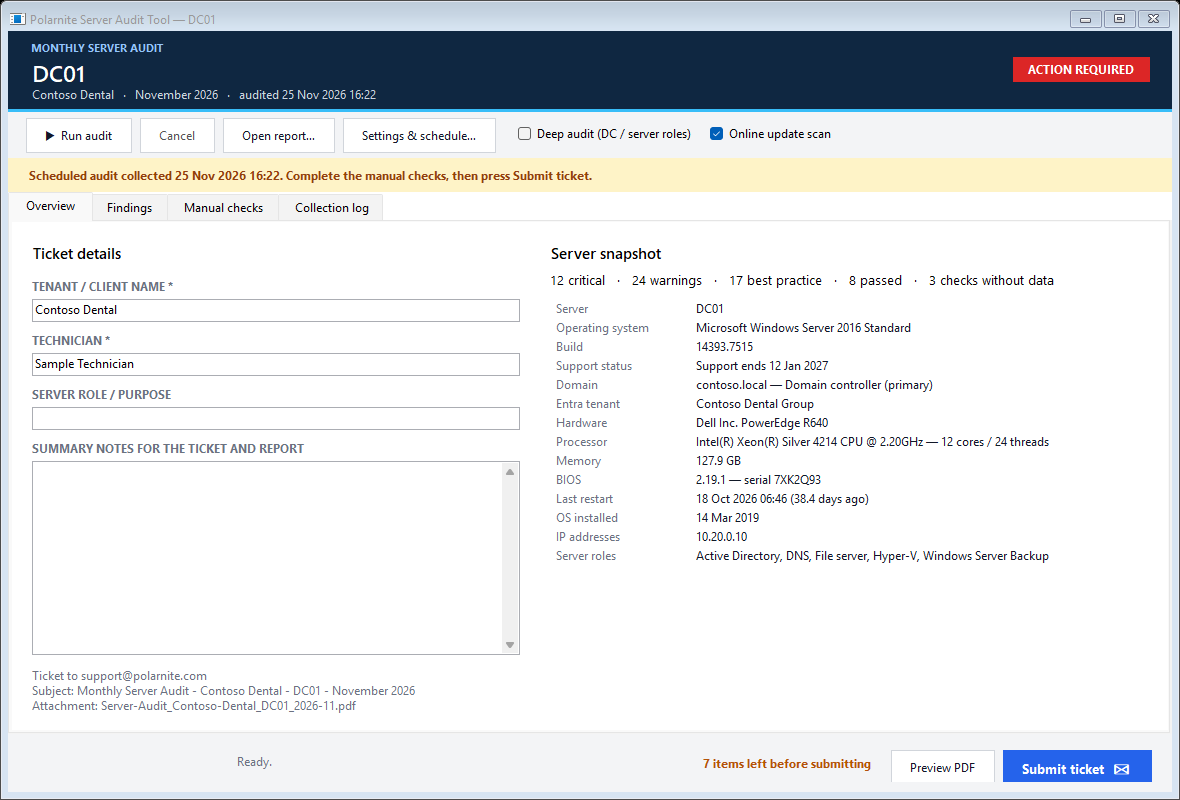 Polarnite Server Audit Tool — DC01
MONTHLY SERVER AUDIT
DC01
Contoso Dental · November 2026 · audited 25 Nov 2026 16:22
ACTION REQUIRED
Run audit
Cancel
Open report...
Settings & schedule...
Deep audit (DC / server roles)
Online update scan
Scheduled audit collected 25 Nov 2026 16:22. Complete the manual checks, then press Submit ticket.
Overview
Findings
Manual checks
Collection log
Ticket details
TENANT / CLIENT NAME *
Contoso Dental
TECHNICIAN *
Sample Technician
SERVER ROLE / PURPOSE
SUMMARY NOTES FOR THE TICKET AND REPORT
Ticket to support@polarnite.com
Subject: Monthly Server Audit - Contoso Dental - DC01 - November 2026
Attachment: Server-Audit_Contoso-Dental_DC01_2026-11.pdf
Server snapshot
12 critical · 24 warnings · 17 best practice · 8 passed · 3 checks without data
Server DC01
Operating system Microsoft Windows Server 2016 Standard
Build 14393.7515
Support status Support ends 12 Jan 2027
Domain contoso.local — Domain controller (primary)
Entra tenant Contoso Dental Group
Hardware Dell Inc. PowerEdge R640
Processor Intel(R) Xeon(R) Silver 4214 CPU @ 2.20GHz — 12 cores / 24 threads
Memory 127.9 GB
BIOS 2.19.1 — serial 7XK2Q93
Last restart 18 Oct 2026 06:46 (38.4 days ago)
OS installed 14 Mar 2019
IP addresses 10.20.0.10
Server roles Active Directory, DNS, File server, Hyper-V, Windows Server Backup
Ready.
7 items left before submitting
Preview PDF
Submit ticket